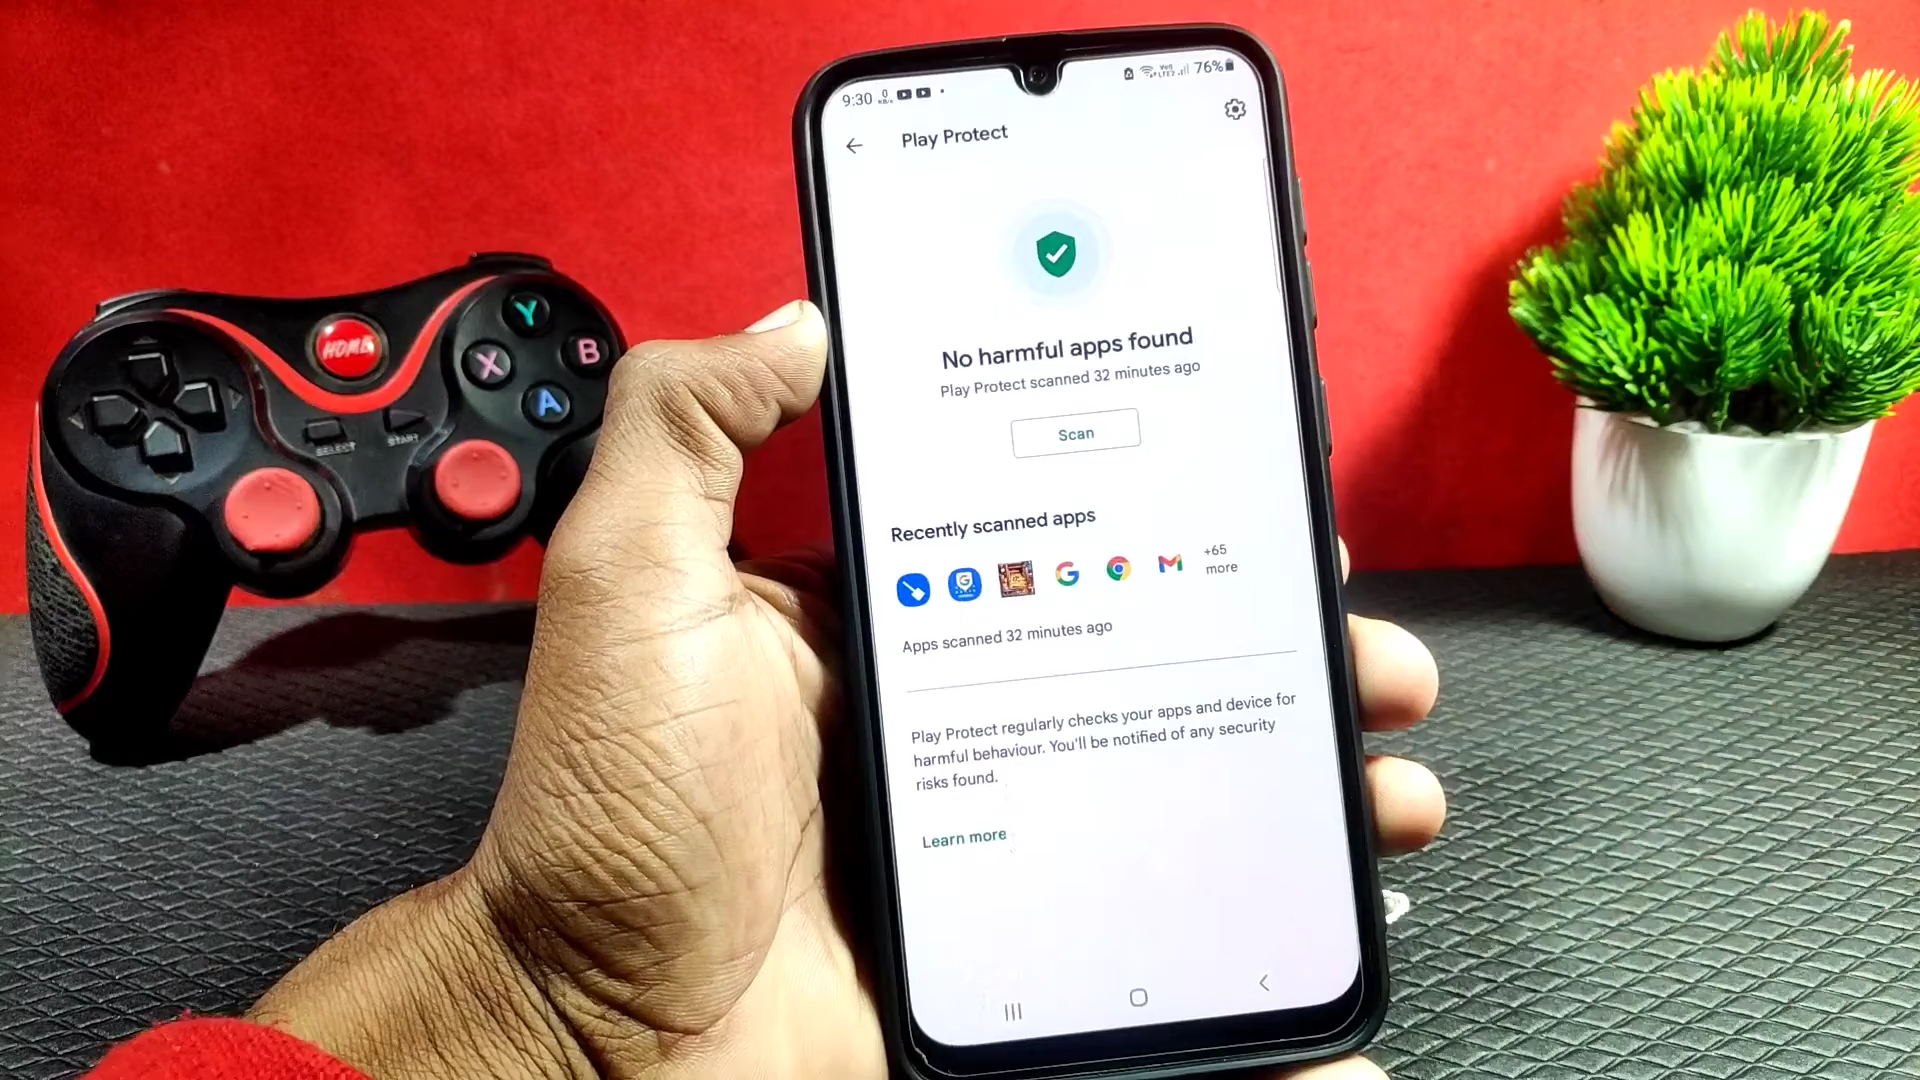 9:30
0
KB/s
76%
Play Protect
No harmful apps found
Play Protect scanned 32 minutes ago
Scan
Recently scanned apps
+65
more
Apps scanned 32 minutes ago
Play Protect regularly checks your apps and device for
harmful behaviour. You'll be notified of any security
risks found.
Learn more
HOME
Y
X
B
A
SELECT
START